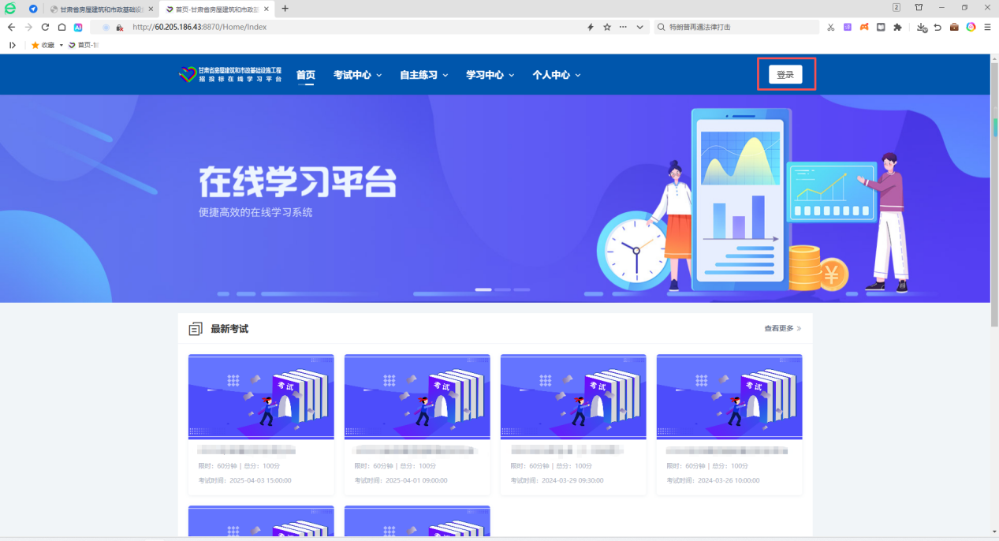 甘肃省房屋建筑和市政基础设
首页-甘肃省房屋建筑和市政基
2
AI
http://60.205.186.43:8870/Home/Index
特朗普再遇法律打击
译
收藏
首页-甘
甘肃省房屋建筑和市政基础设施工程
招投标在线学习平台
首页
考试中心
自主练习
学习中心
个人中心
登录
在线学习平台
便捷高效的在线学习系统
¥
最新考试
查看更多
考试
考试
考试
考试
限时：60分钟 | 总分：100分
考试时间：2025-04-03 15:00:00
限时：60分钟 | 总分：100分
考试时间：2025-04-01 09:00:00
限时：60分钟 | 总分：100分
考试时间：2024-03-29 09:30:00
限时：60分钟 | 总分：100分
考试时间：2024-03-26 10:00:00